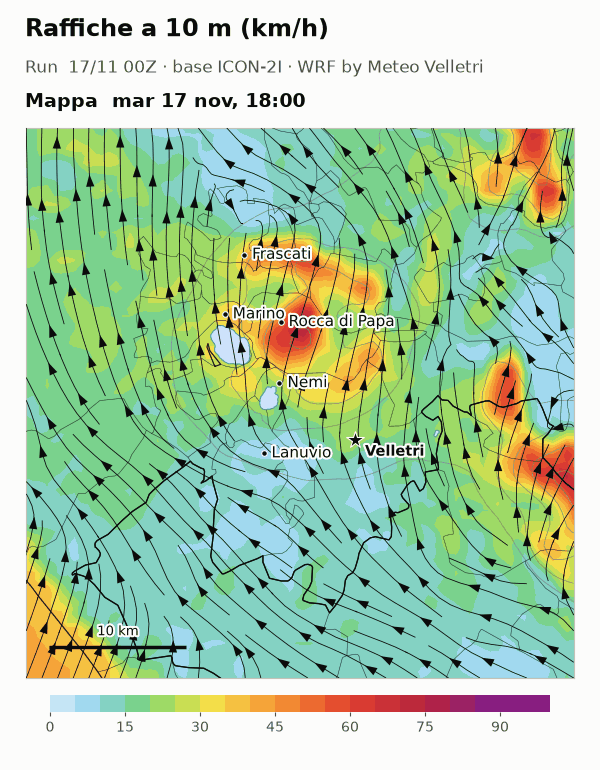 Raffiche a 10 m (km/h)
Run  17/11 00Z · base ICON-2I · WRF by Meteo Velletri
Mappa  mar 17 nov, 18:00
Frascati
Marino
Rocca di Papa
Nemi
Velletri
Lanuvio
10 km
0 15 30 45 60 75 90